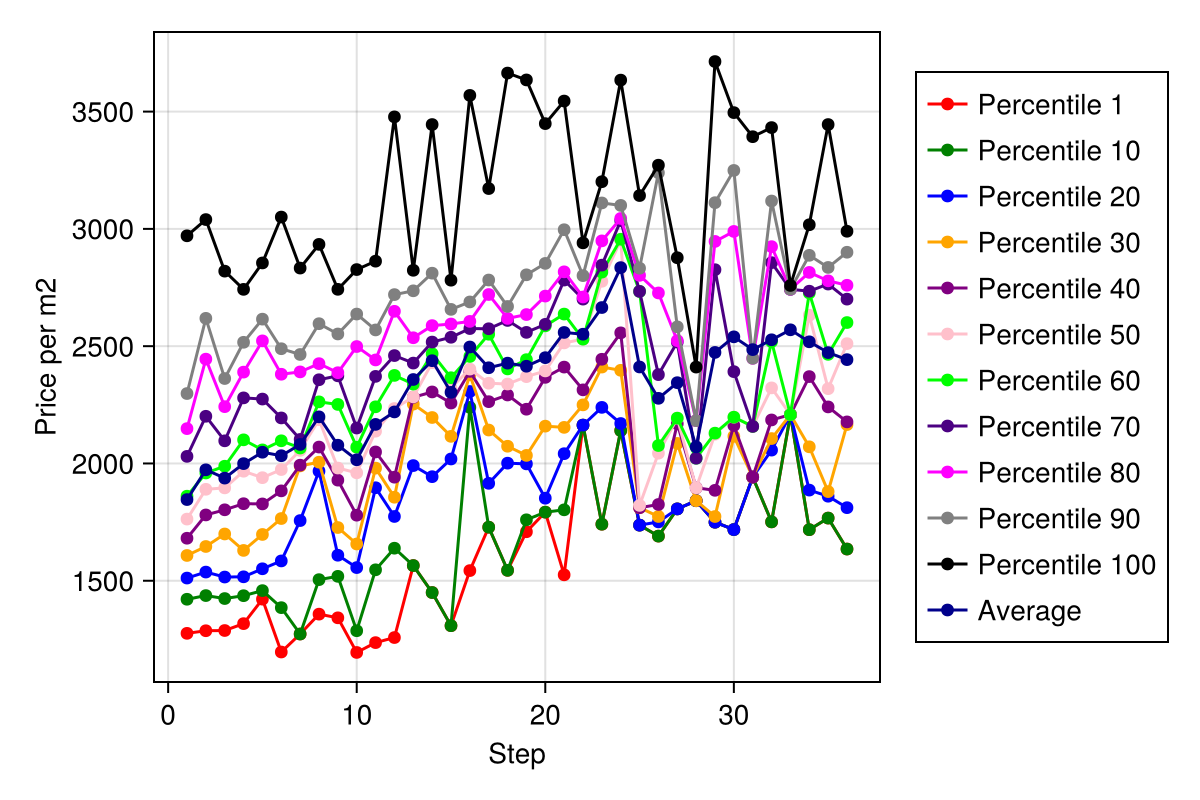 3500
3000
2500
2000
1500
0
10
20
30
Price per m2
Step
Percentile 1
Percentile 10
Percentile 20
Percentile 30
Percentile 40
Percentile 50
Percentile 60
Percentile 70
Percentile 80
Percentile 90
Percentile 100
Average